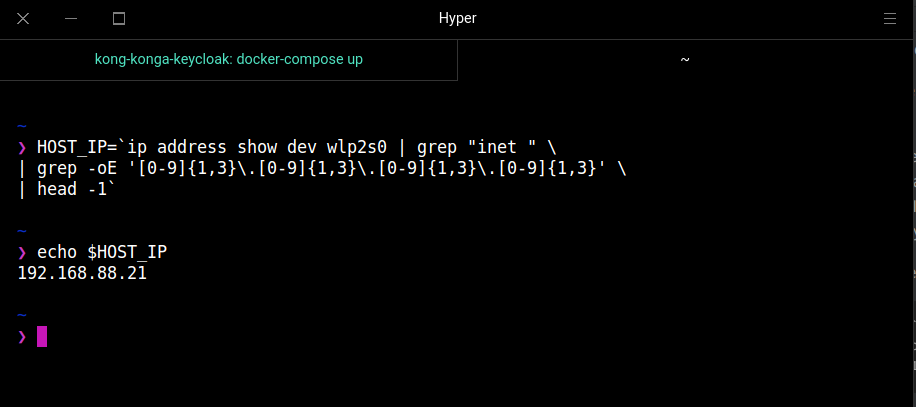 Hyper
kong-konga-keycloak: docker-compose up
~
~
❯ HOST_IP=`ip address show dev wlp2s0 | grep "inet " \
| grep -oE '[0-9]{1,3}\.[0-9]{1,3}\.[0-9]{1,3}\.[0-9]{1,3}' \
| head -1`
~
❯ echo $HOST_IP
192.168.88.21
~
❯